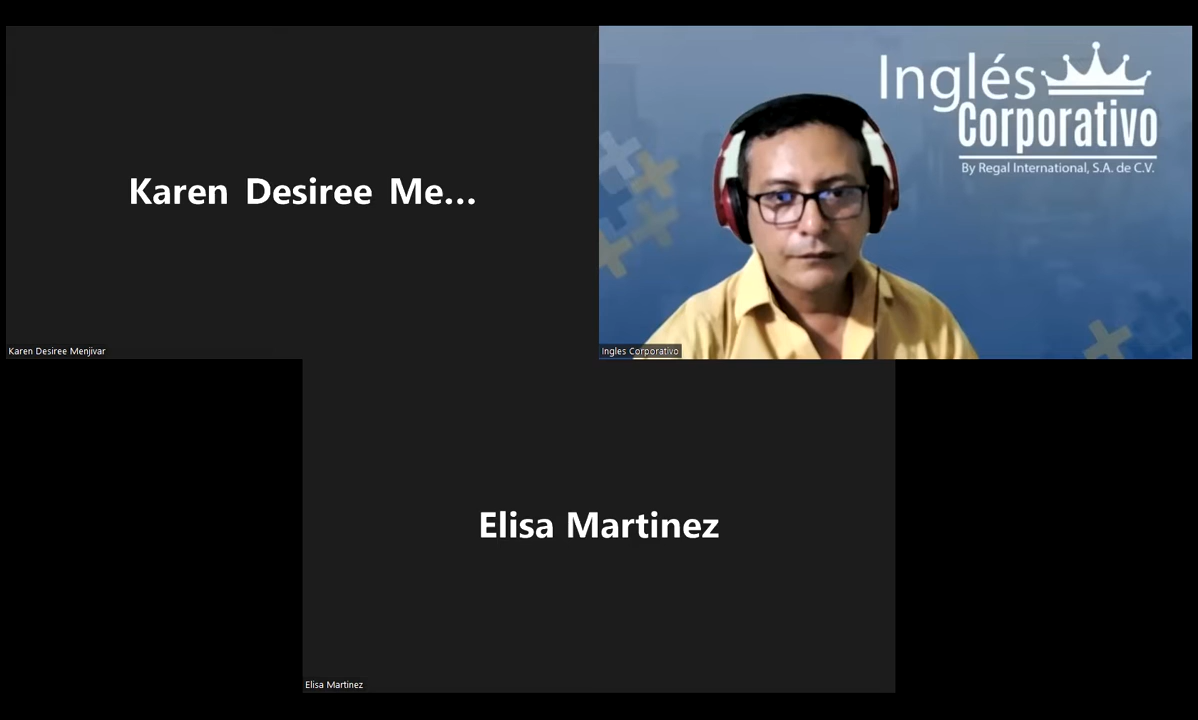 Karen Desiree Me...
Karen Desiree Menjivar
Inglés
Corporativo
By Regal International, S.A. de C.V.
Ingles Corporativo
Elisa Martinez
Elisa Martinez